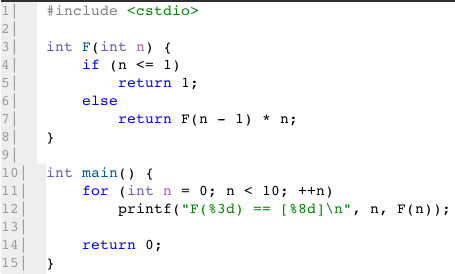 1| #include <cstdio>
2|
3| int F(int n) {
4|     if (n <= 1)
5|         return 1;
6|     else
7|         return F(n - 1) * n;
8| }
9|
10| int main() {
11|     for (int n = 0; n < 10; ++n)
12|         printf("F(%3d) == [%8d]\n", n, F(n));
13|
14|     return 0;
15| }